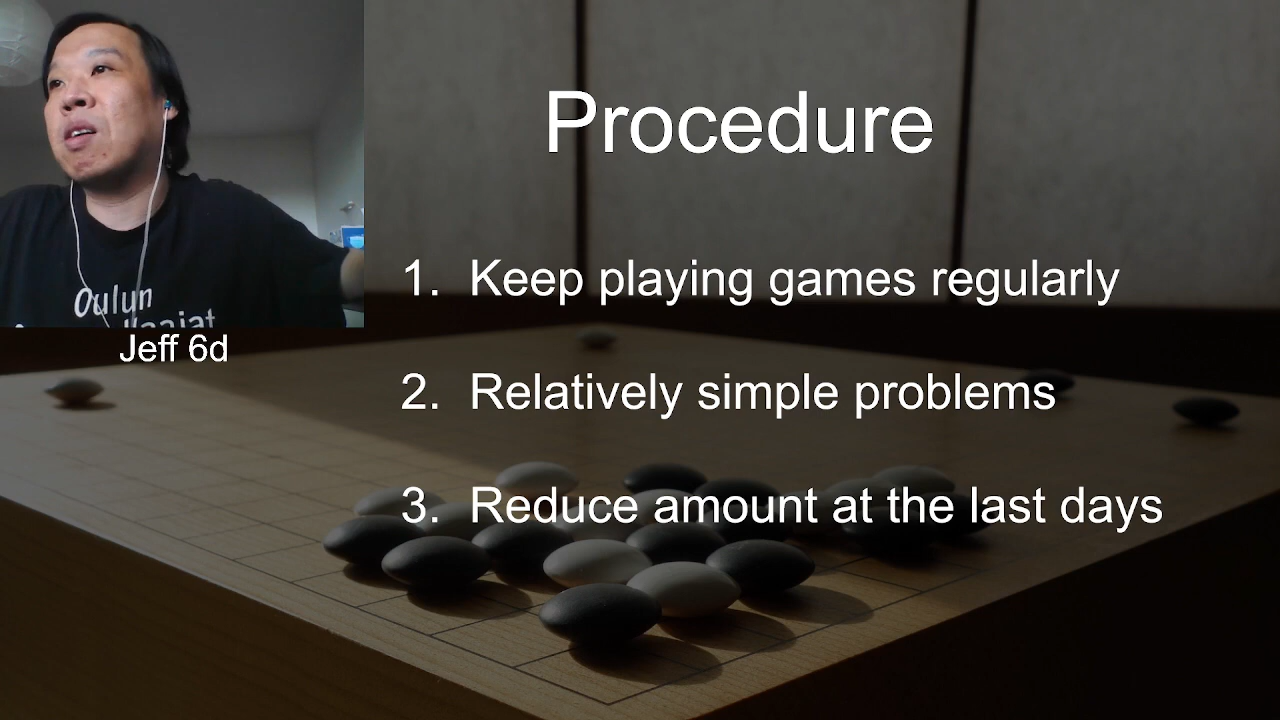 Procedure
Oulun
Jeff 6d
1. Keep playing games regularly
2. Relatively simple problems
3. Reduce amount at the last days